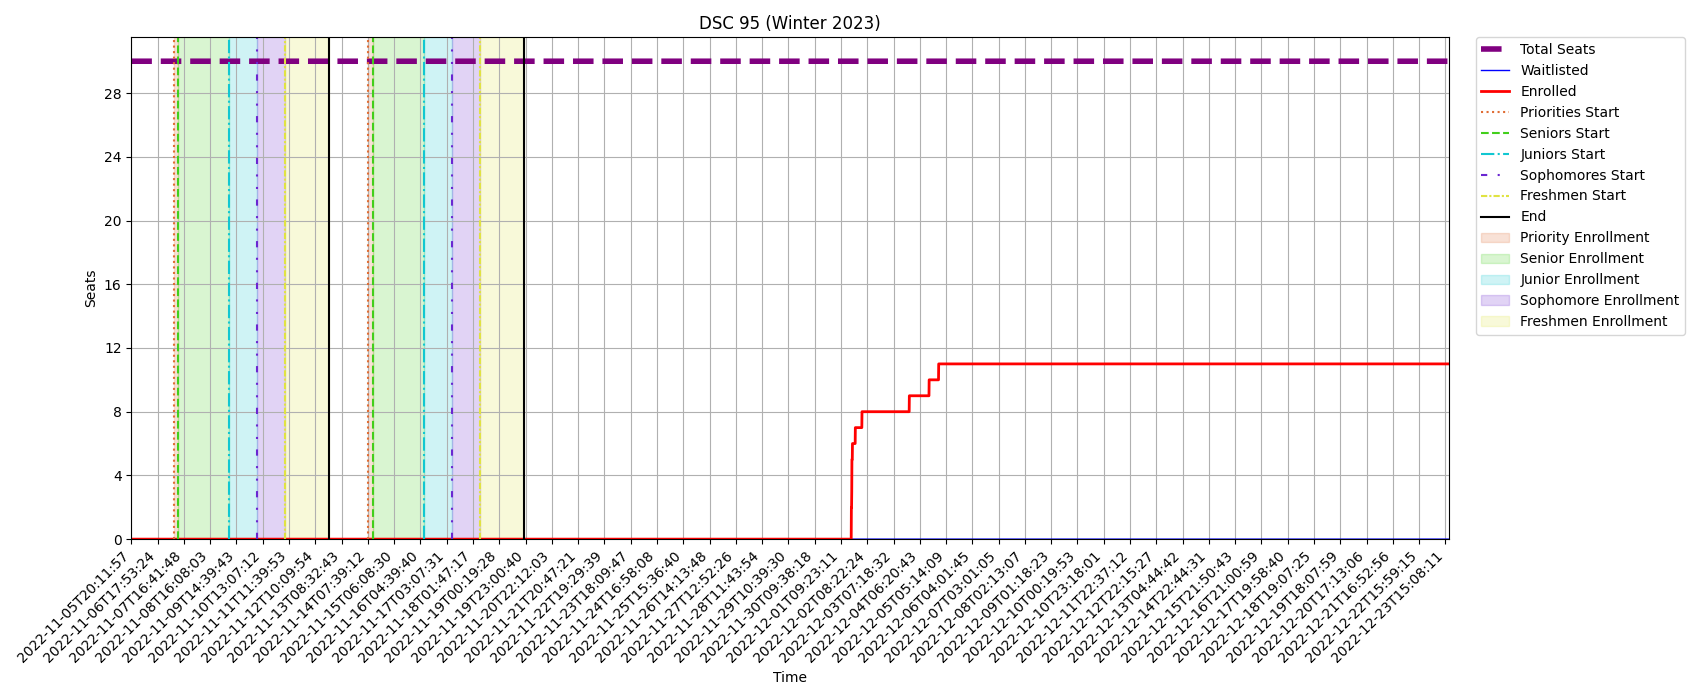 DSC 95 (Winter 2023)
Seats
28
24
20
16
12
8
4
0
2022-11-05T20:11:57
2022-11-06T17:53:24
2022-11-07T16:41:48
2022-11-08T16:08:03
2022-11-09T14:39:43
2022-11-10T13:07:12
2022-11-11T11:39:53
2022-11-12T10:09:54
2022-11-13T08:32:43
2022-11-14T07:39:12
2022-11-15T06:08:30
2022-11-16T04:39:40
2022-11-17T03:07:31
2022-11-18T01:47:17
2022-11-19T00:19:28
2022-11-19T23:00:40
2022-11-20T22:12:03
2022-11-21T20:47:21
2022-11-22T19:29:39
2022-11-23T18:09:47
2022-11-24T16:58:08
2022-11-25T15:36:40
2022-11-26T14:13:48
2022-11-27T12:52:26
2022-11-28T11:43:54
2022-11-29T10:39:30
2022-11-30T09:38:18
2022-12-01T09:23:11
2022-12-02T08:22:24
2022-12-03T07:18:32
2022-12-04T06:20:43
2022-12-05T05:14:09
2022-12-06T04:01:45
2022-12-07T03:01:05
2022-12-08T02:13:07
2022-12-09T01:18:23
2022-12-10T00:19:53
2022-12-10T23:18:01
2022-12-11T22:37:12
2022-12-12T22:15:27
2022-12-13T04:44:42
2022-12-14T22:44:31
2022-12-15T21:50:43
2022-12-16T21:00:59
2022-12-17T19:58:40
2022-12-18T19:07:25
2022-12-19T18:07:59
2022-12-20T17:13:06
2022-12-21T16:52:56
2022-12-22T15:59:15
2022-12-23T15:08:11
Time
Total Seats
Waitlisted
Enrolled
Priorities Start
Seniors Start
Juniors Start
Sophomores Start
Freshmen Start
End
Priority Enrollment
Senior Enrollment
Junior Enrollment
Sophomore Enrollment
Freshmen Enrollment